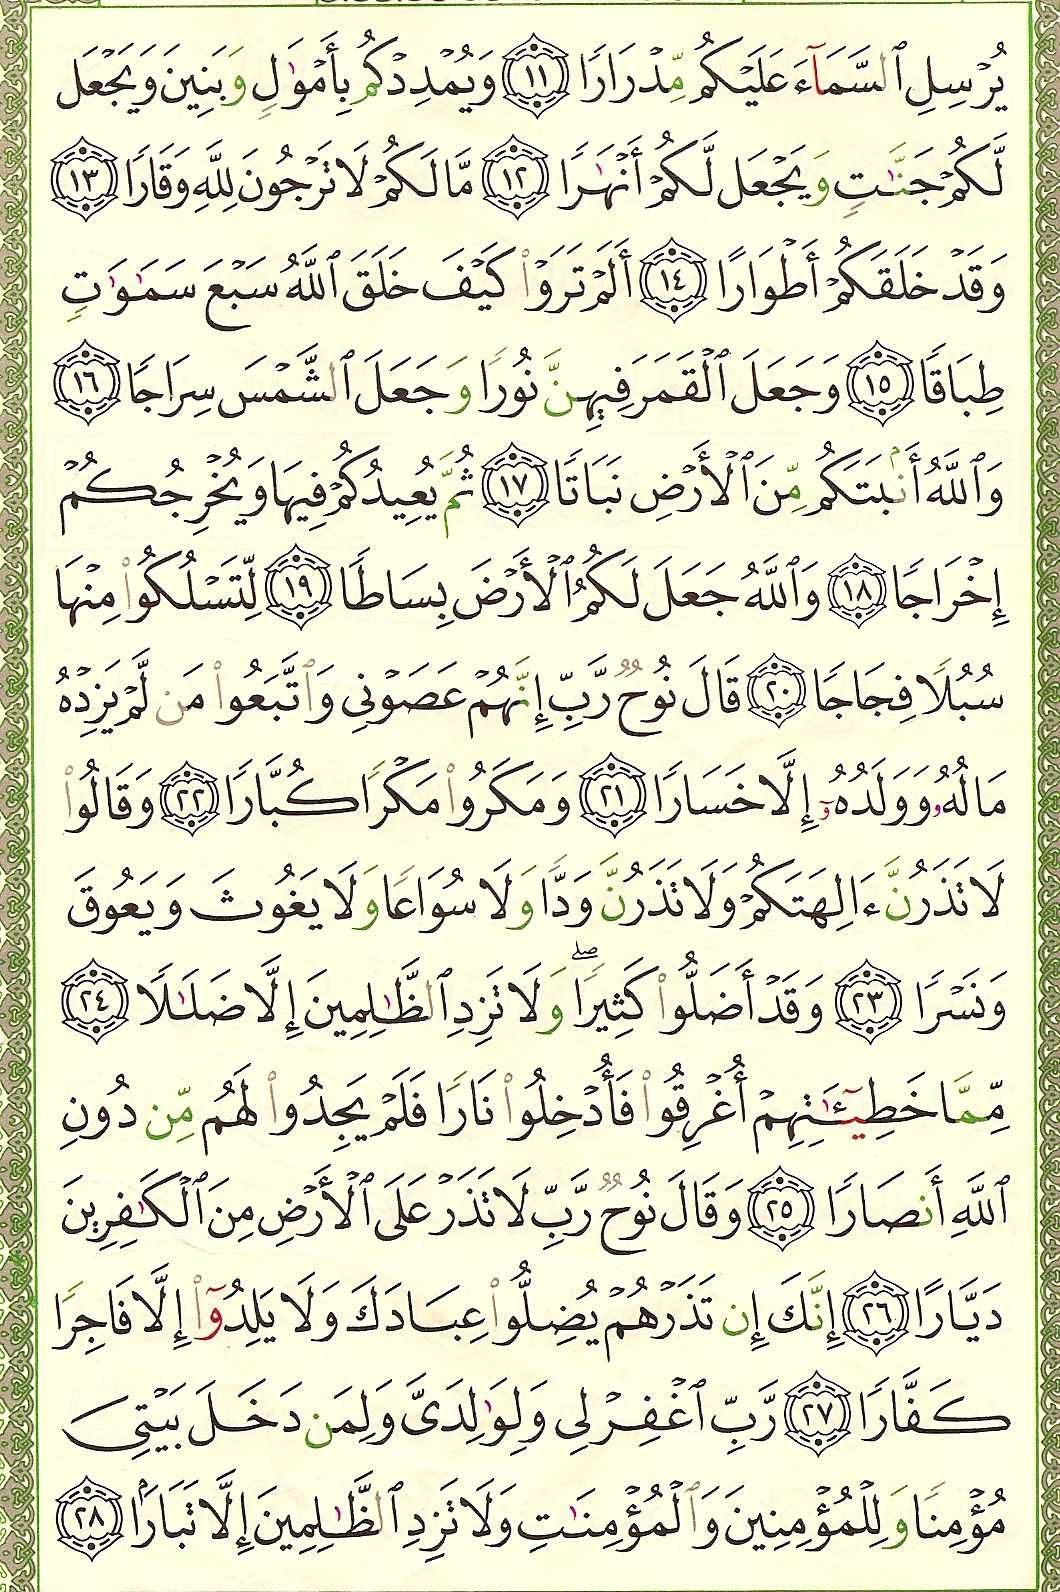 يُرْسِلِ ٱلسَّمَآءَ عَلَيْكُم مِّدْرَارًا ١١ وَيُمْدِدْكُم بِأَمْوَٰلٍ وَبَنِينَ وَيَجْعَل
لَّكُمْ جَنَّٰتٍ وَيَجْعَل لَّكُمْ أَنْهَٰرًا ١٢ مَّا لَكُمْ لَا تَرْجُونَ لِلَّهِ وَقَارًا ١٣
وَقَدْ خَلَقَكُمْ أَطْوَارًا ١٤ أَلَمْ تَرَوْا۟ كَيْفَ خَلَقَ ٱللَّهُ سَبْعَ سَمَٰوَٰتٍ
طِبَاقًا ١٥ وَجَعَلَ ٱلْقَمَرَ فِيهِنَّ نُورًا وَجَعَلَ ٱلشَّمْسَ سِرَاجًا ١٦
وَٱللَّهُ أَنۢبَتَكُم مِّنَ ٱلْأَرْضِ نَبَاتًا ١٧ ثُمَّ يُعِيدُكُمْ فِيهَا وَيُخْرِجُكُمْ
إِخْرَاجًا ١٨ وَٱللَّهُ جَعَلَ لَكُمُ ٱلْأَرْضَ بِسَاطًا ١٩ لِّتَسْلُكُوا۟ مِنْهَا
سُبُلًا فِجَاجًا ٢٠ قَالَ نُوحٌ رَّبِّ إِنَّهُمْ عَصَوْنِى وَٱتَّبَعُوا۟ مَن لَّمْ يَزِدْهُ
مَالُهُۥ وَوَلَدُهُۥٓ إِلَّا خَسَارًا ٢١ وَمَكَرُوا۟ مَكْرًا كُبَّارًا ٢٢ وَقَالُوا۟
لَا تَذَرُنَّ ءَالِهَتَكُمْ وَلَا تَذَرُنَّ وَدًّا وَلَا سُوَاعًا وَلَا يَغُوثَ وَيَعُوقَ
وَنَسْرًا ٢٣ وَقَدْ أَضَلُّوا۟ كَثِيرًا ۖ وَلَا تَزِدِ ٱلظَّٰلِمِينَ إِلَّا ضَلَٰلًا ٢٤
مِّمَّا خَطِيٓـَٰٔتِهِمْ أُغْرِقُوا۟ فَأُدْخِلُوا۟ نَارًا فَلَمْ يَجِدُوا۟ لَهُم مِّن دُونِ
ٱللَّهِ أَنصَارًا ٢٥ وَقَالَ نُوحٌ رَّبِّ لَا تَذَرْ عَلَى ٱلْأَرْضِ مِنَ ٱلْكَٰفِرِينَ
دَيَّارًا ٢٦ إِنَّكَ إِن تَذَرْهُمْ يُضِلُّوا۟ عِبَادَكَ وَلَا يَلِدُوٓا۟ إِلَّا فَاجِرًا
كَفَّارًا ٢٧ رَّبِّ ٱغْفِرْ لِى وَلِوَٰلِدَىَّ وَلِمَن دَخَلَ بَيْتِىَ
مُؤْمِنًا وَلِلْمُؤْمِنِينَ وَٱلْمُؤْمِنَٰتِ وَلَا تَزِدِ ٱلظَّٰلِمِينَ إِلَّا تَبَارًۢا ٢٨